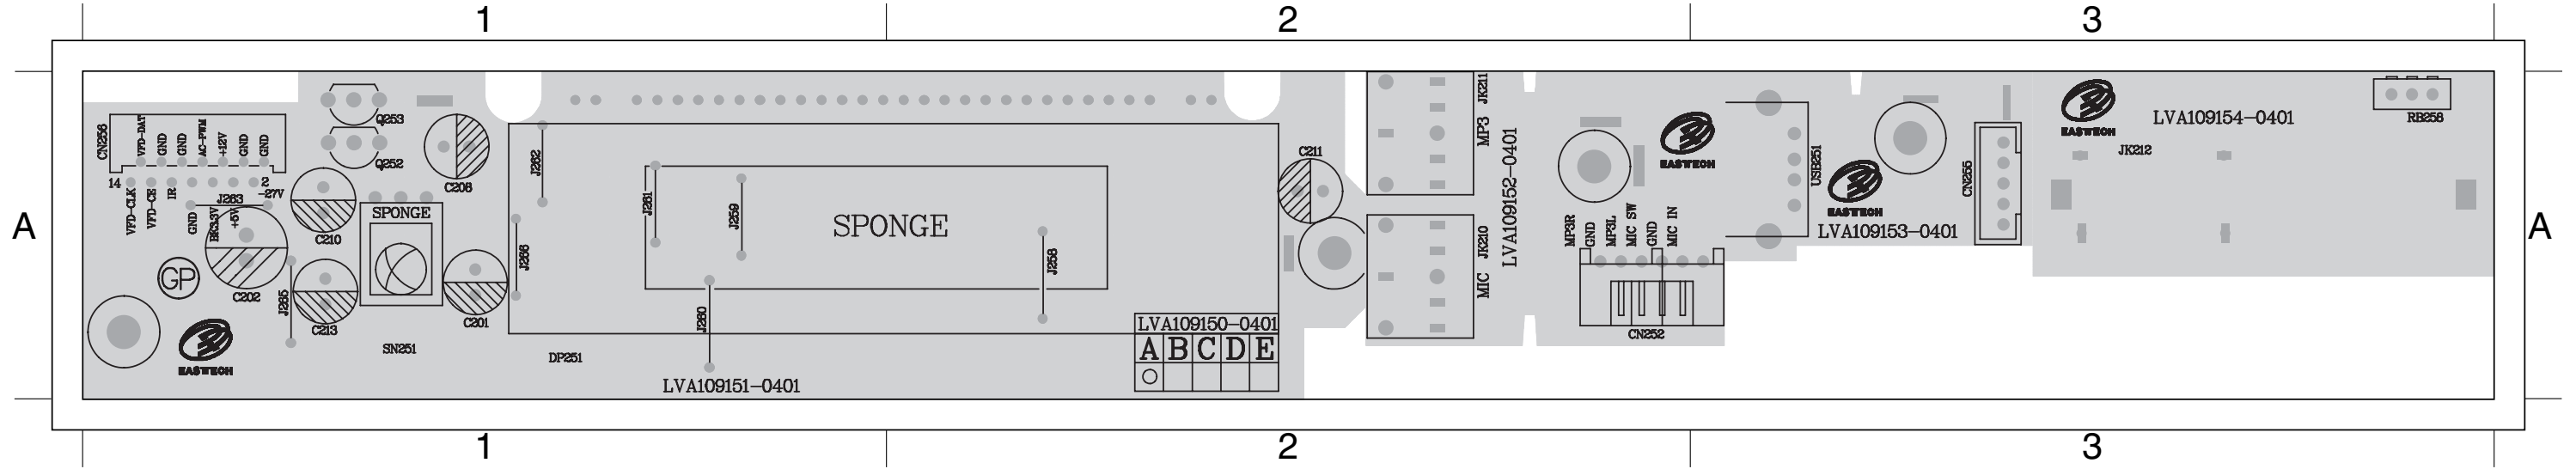 1 2 3
A A
CN256
VFD-DAT
GND
GND
AC-PWM
+12V
GND
GND
14
2
VFD-CLK
VFD-CE
IR
GND
BK3.3V
+5V
-27V
J263
Q253
Q252
C208
C210
C202
GP
J265
C213
SPONGE
C201
SN251
EASTECH
J262
J266
J261
J259
SPONGE
J260
J258
DP251
LVA109151-0401
LVA109150-0401
A B C D E
C211
JK211
MP3
JK210
MIC
LVA109152-0401
MP3R
GND
MP3L
MIC SW
GND
MIC IN
CN252
EASTECH
USB251
EASTECH
LVA109153-0401
CN255
EASTECH
LVA109154-0401
JK212
RB258
1 2 3